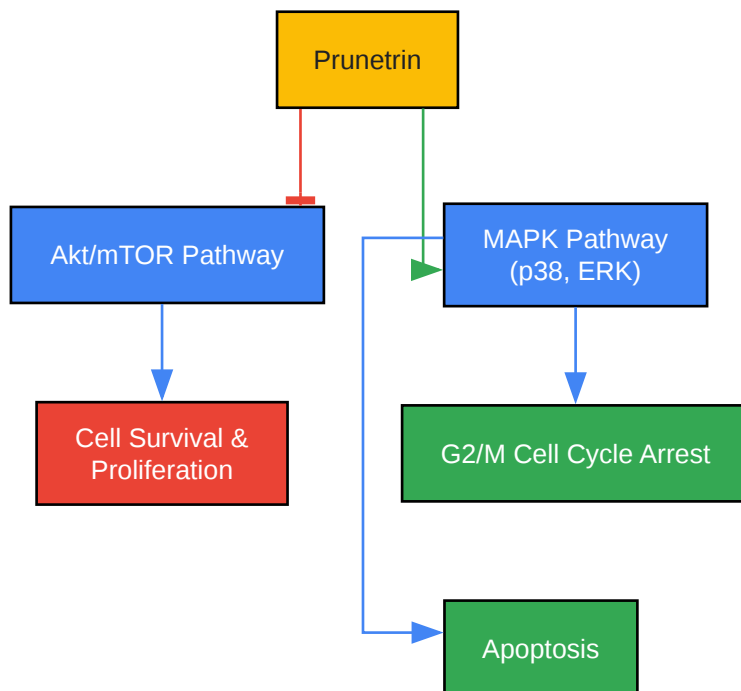 Prunetrin
Akt/mTOR Pathway
MAPK Pathway
(p38, ERK)
Cell Survival &
Proliferation
G2/M Cell Cycle Arrest
Apoptosis